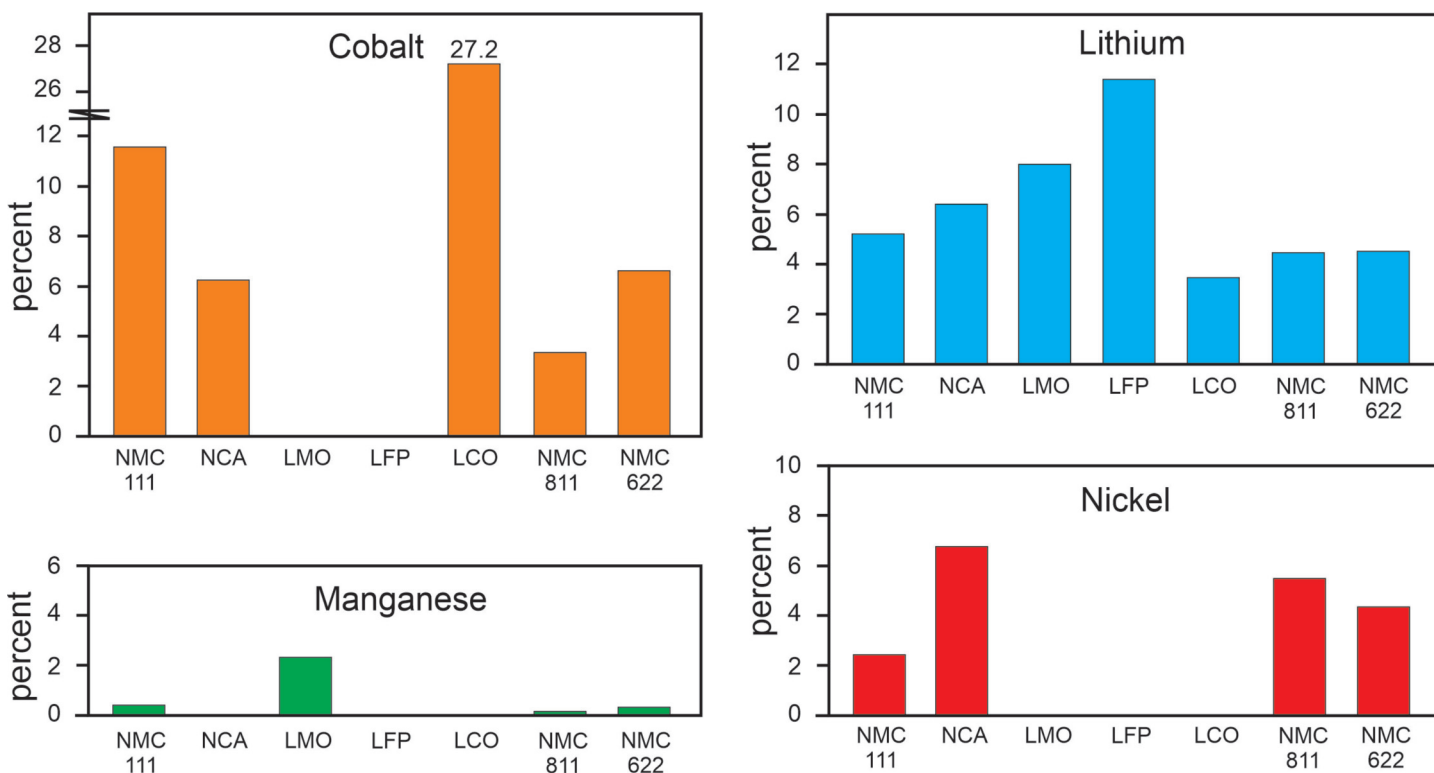 Cobalt
27.2
percent
28
26
12
10
8
6
4
2
0
NMC NCA LMO LFP LCO NMC NMC
111 811 622
Lithium
percent
12
10
8
6
4
2
0
NMC NCA LMO LFP LCO NMC NMC
111 811 622
Manganese
percent
6
4
2
0
NMC NCA LMO LFP LCO NMC NMC
111 811 622
Nickel
percent
10
8
6
4
2
0
NMC NCA LMO LFP LCO NMC NMC
111 811 622